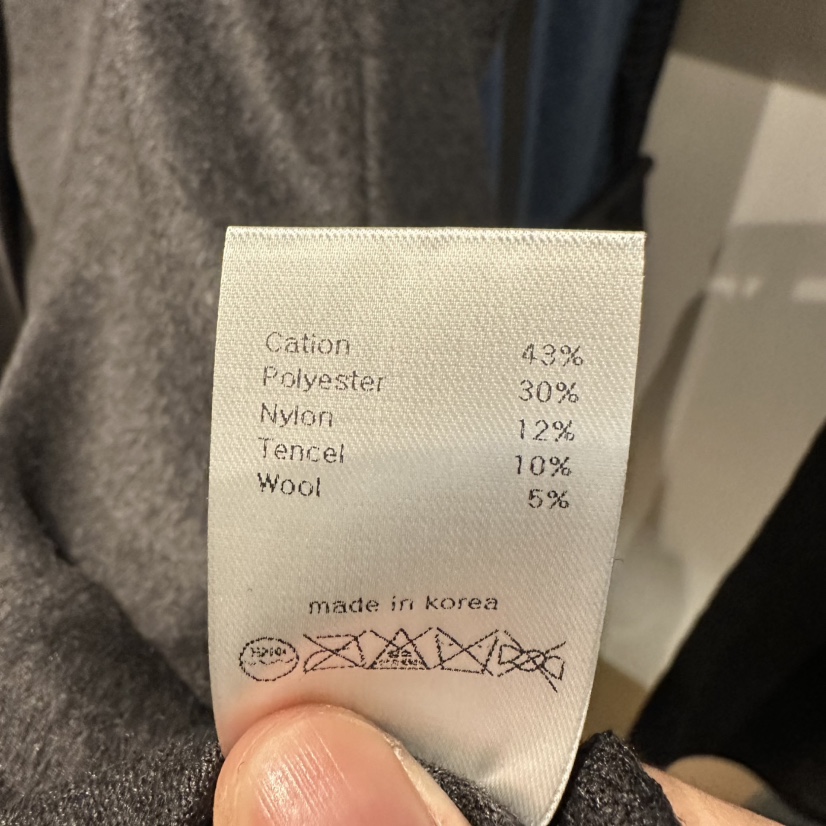 Cation 43%
Polyester 30%
Nylon 12%
Tencel 10%
Wool 5%
made in korea